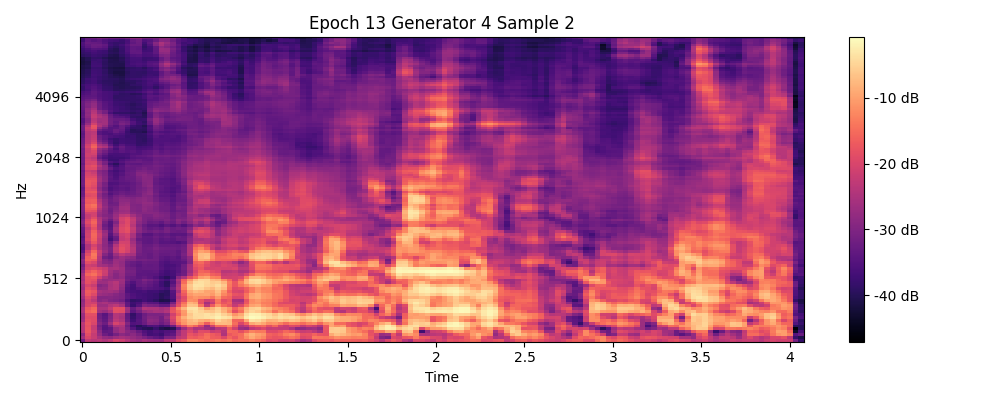 Epoch 13 Generator 4 Sample 2
4096
2048
1024
512
0
Hz
0 0.5 1 1.5 2 2.5 3 3.5 4
Time
-10 dB
-20 dB
-30 dB
-40 dB